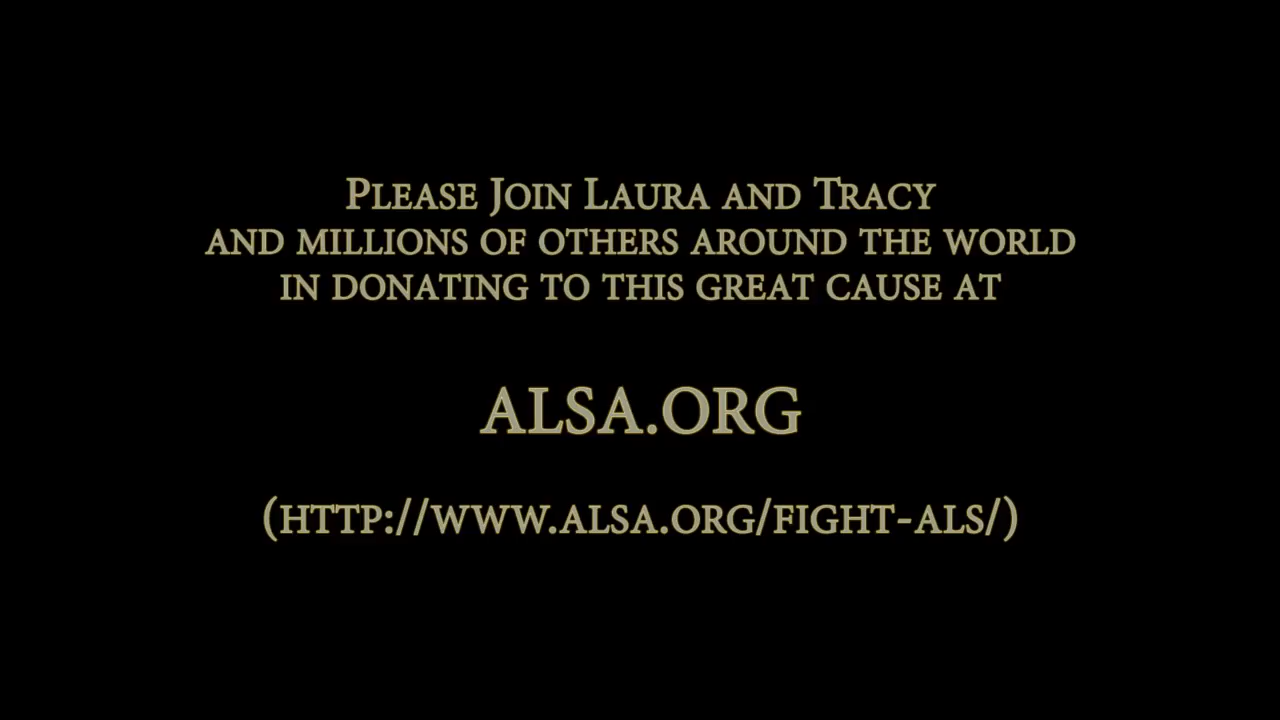 Please Join Laura and Tracy
and millions of others around the world
in donating to this great cause at
ALSA.ORG
(http://www.alsa.org/fight-als/)